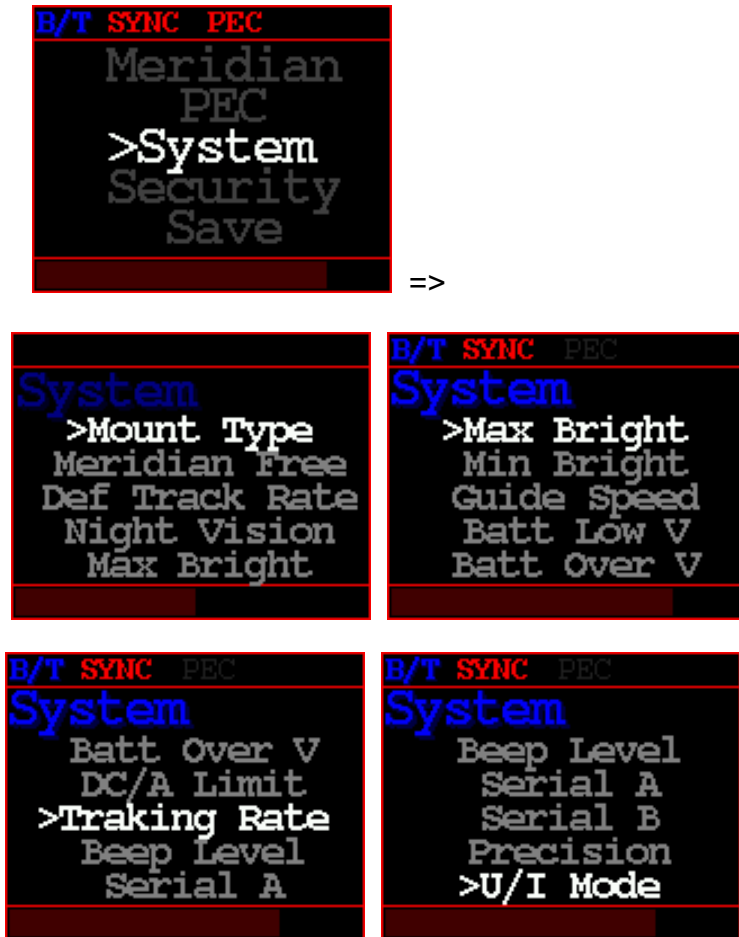 B/T SYNC PEC
Meridian
PEC
>System
Security
Save
=>
System
>Mount Type
Meridian Free
Def Track Rate
Night Vision
Max Bright
B/T SYNC PEC
System
>Max Bright
Min Bright
Guide Speed
Batt Low V
Batt Over V
B/T SYNC PEC
System
Batt Over V
DC/A Limit
>Traking Rate
Beep Level
Serial A
B/T SYNC PEC
System
Beep Level
Serial A
Serial B
Precision
>U/I Mode